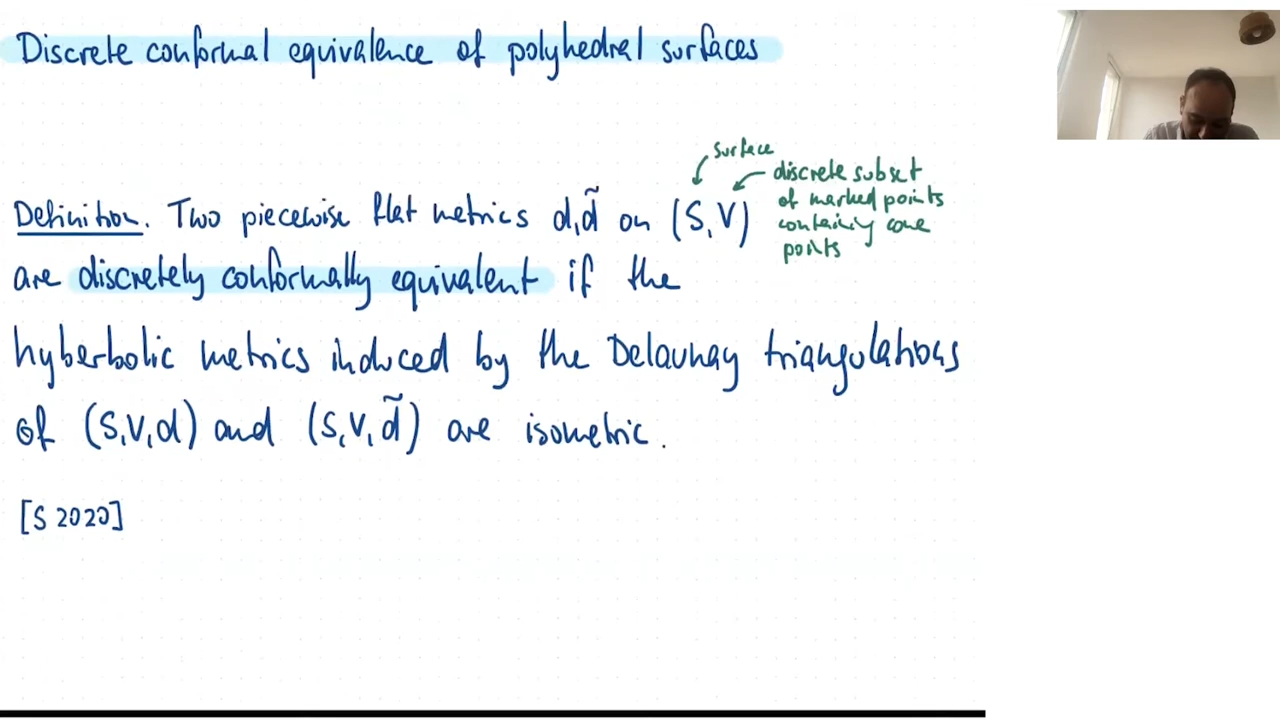 Discrete conformal equivalence of polyhedral surfaces
surface
discrete subset
of marked points
containing cone
points
Definition. Two piecewise flat metrics d, d̃ on (S, V)
are discretely conformally equivalent if the
hyberbolic metrics induced by the Delaunay triangulations
of (S, V, d) and (S, V, d̃) are isometric.
[S 2020]